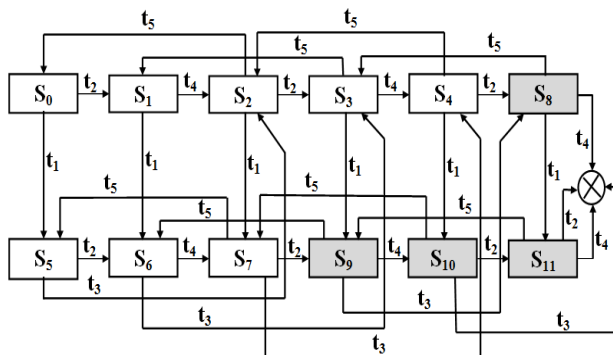 t₅ t₅ t₅ t₅
S₀ t₂ S₁ t₄ S₂ t₂ S₃ t₄ S₄ t₂ S₈
t₄
t₁ t₁ t₁ t₁ t₁ t₁
t₅ t₅ t₅ t₅ t₂ t₄
S₅ t₂ S₆ t₄ S₇ t₂ S₉ t₄ S₁₀ t₂ S₁₁
t₃ t₃ t₃ t₃ t₃